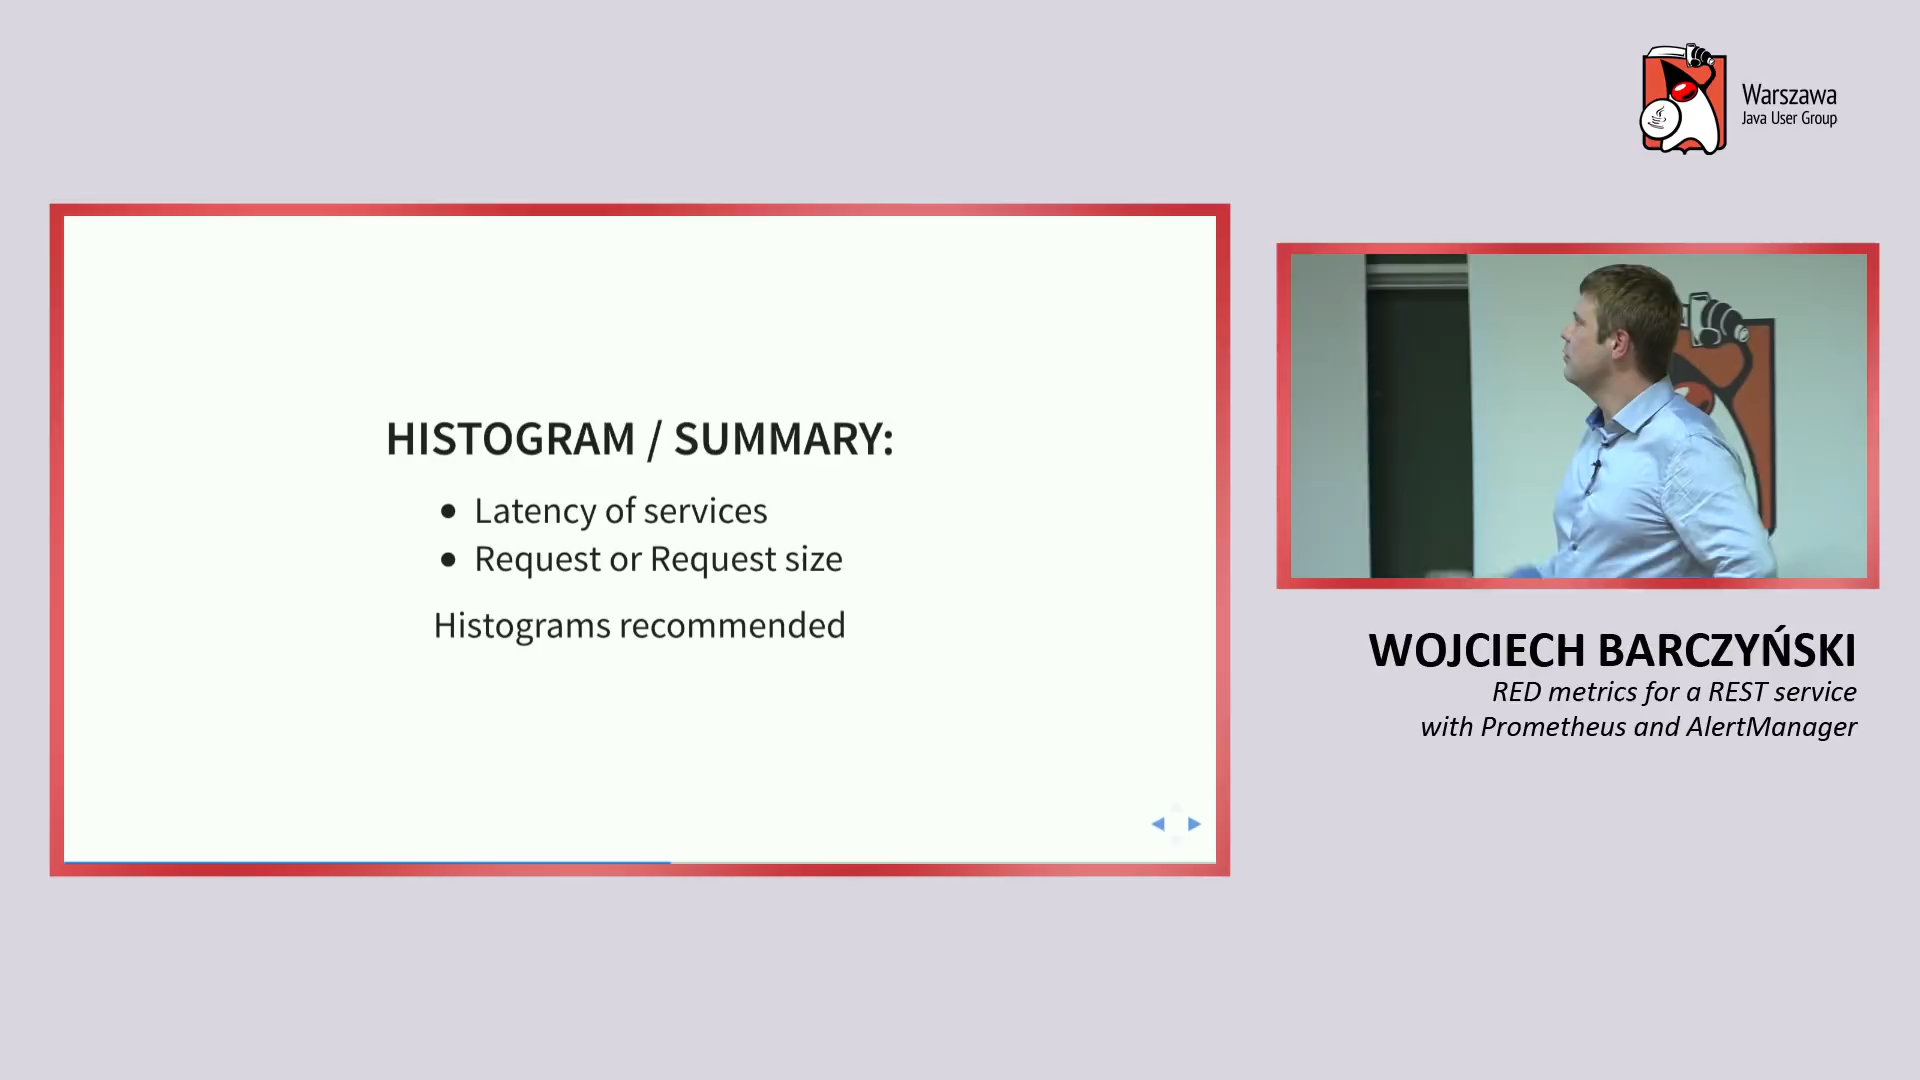 Warszawa
Java User Group
HISTOGRAM / SUMMARY:
Latency of services
Request or Request size
Histograms recommended
WOJCIECH BARCZYŃSKI
RED metrics for a REST service
with Prometheus and AlertManager